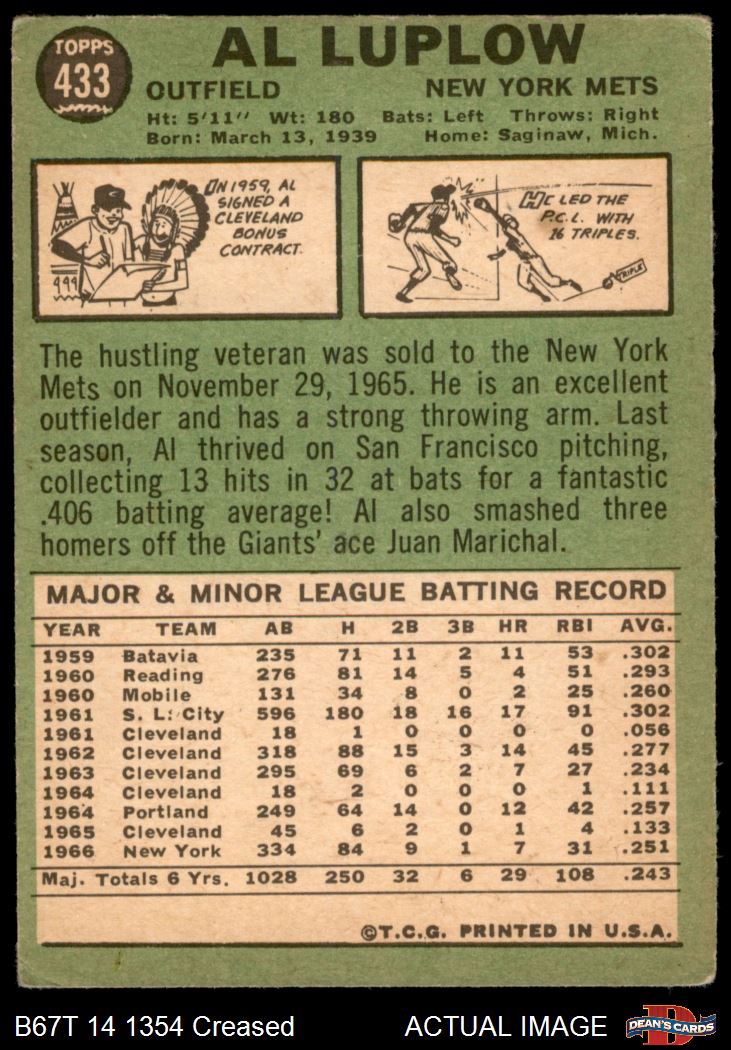 TOPPS
433
AL LUPLOW
OUTFIELD NEW YORK METS
Ht: 5'11" Wt: 180 Bats: Left Throws: Right
Born: March 13, 1939 Home: Saginaw, Mich.
ON 1959, AL
SIGNED A
CLEVELAND
BONUS
CONTRACT.
HE LED THE
P.C.L. WITH
16 TRIPLES.
TRIPLE
The hustling veteran was sold to the New York
Mets on November 29, 1965. He is an excellent
outfielder and has a strong throwing arm. Last
season, Al thrived on San Francisco pitching,
collecting 13 hits in 32 at bats for a fantastic
.406 batting average! Al also smashed three
homers off the Giants' ace Juan Marichal.
MAJOR & MINOR LEAGUE BATTING RECORD
YEAR TEAM AB H 2B 3B HR RBI AVG.
1959 Batavia 235 71 11 2 11 53 .302
1960 Reading 276 81 14 5 4 51 .293
1960 Mobile 131 34 8 0 2 25 .260
1961 S. L. City 596 180 18 16 17 91 .302
1961 Cleveland 18 1 0 0 0 0 .056
1962 Cleveland 318 88 15 3 14 45 .277
1963 Cleveland 295 69 6 2 7 27 .234
1964 Cleveland 18 2 0 0 0 1 .111
1964 Portland 249 64 14 0 12 42 .257
1965 Cleveland 45 6 2 0 1 4 .133
1966 New York 334 84 9 1 7 31 .251
Maj. Totals 6 Yrs. 1028 250 32 6 29 108 .243
©T.C.G. PRINTED IN U.S.A.
B67T 14 1354 Creased ACTUAL IMAGE
DEAN'S CARDS